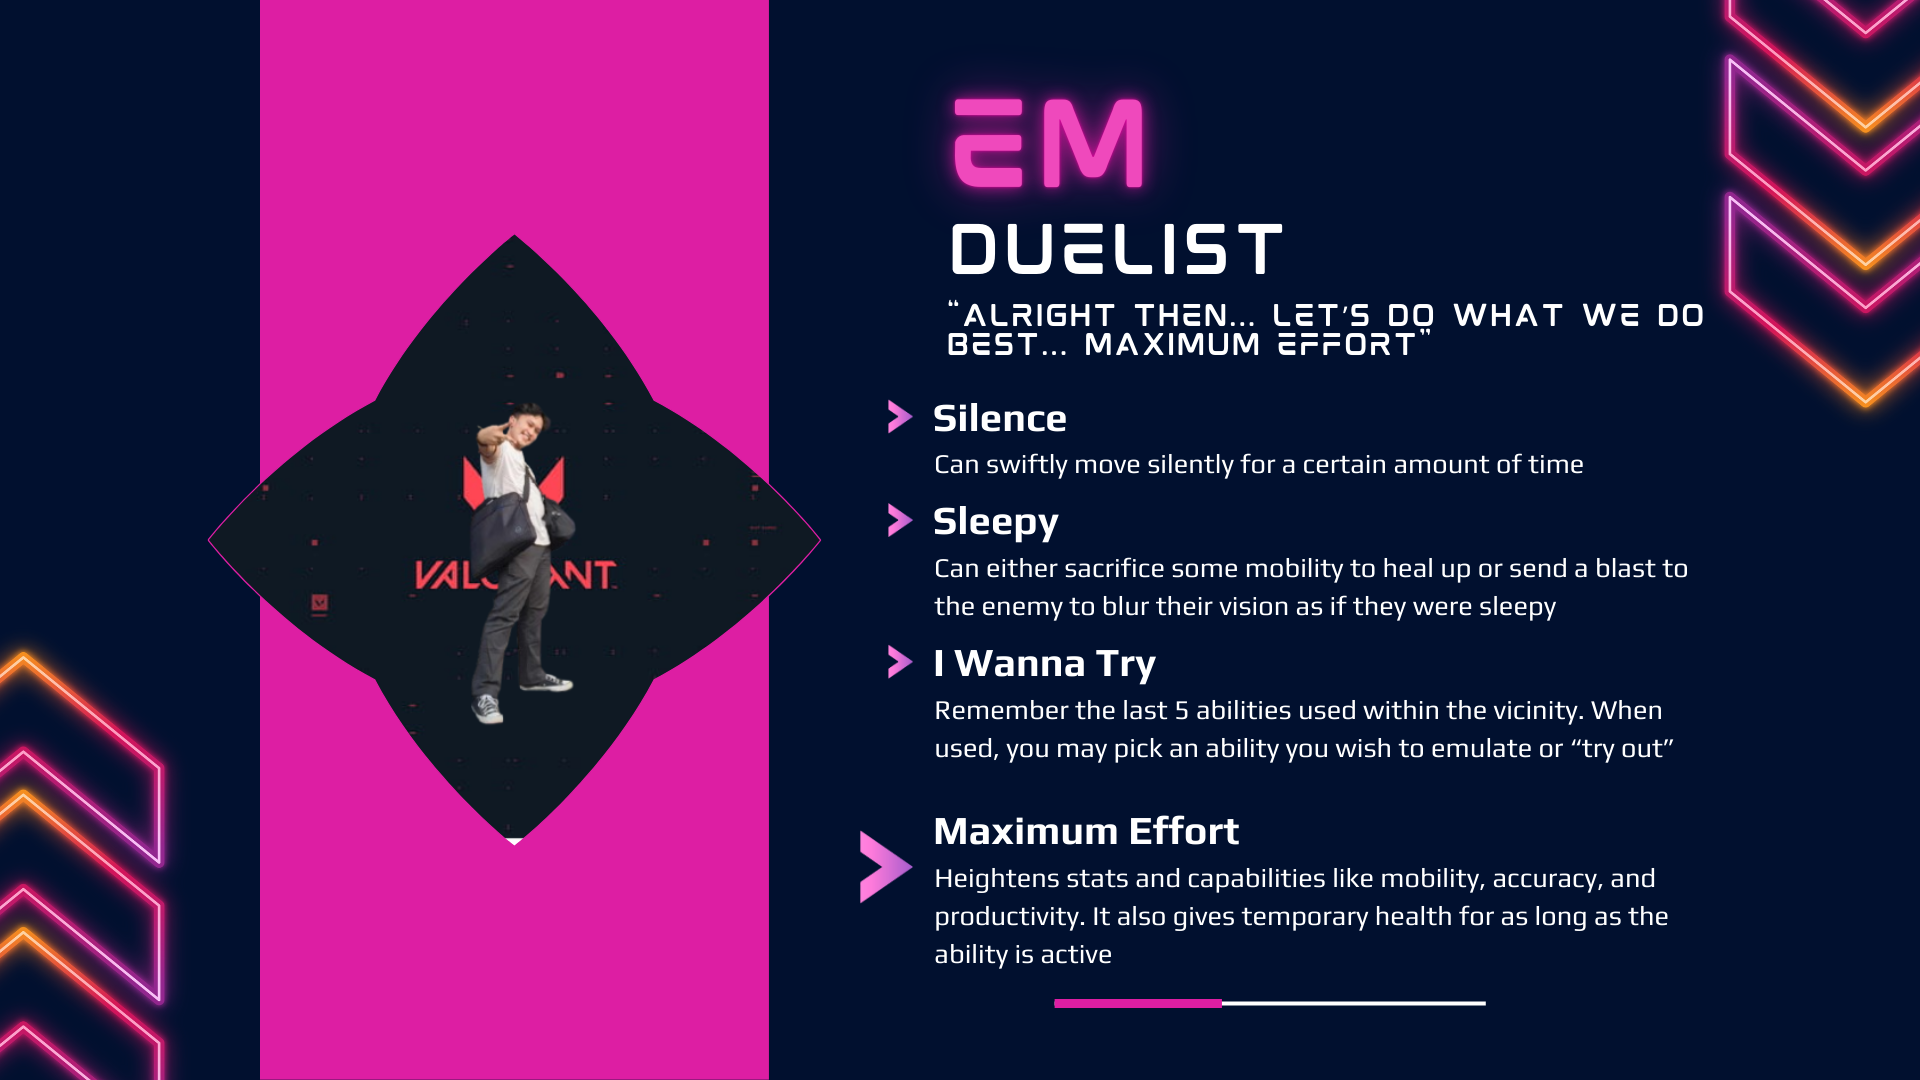 EM
DUELIST
“ALRIGHT THEN... LET'S DO WHAT WE DO
BEST... MAXIMUM EFFORT”
Silence
Can swiftly move silently for a certain amount of time
Sleepy
Can either sacrifice some mobility to heal up or send a blast to
the enemy to blur their vision as if they were sleepy
I Wanna Try
Remember the last 5 abilities used within the vicinity. When
used, you may pick an ability you wish to emulate or “try out”
Maximum Effort
Heightens stats and capabilities like mobility, accuracy, and
productivity. It also gives temporary health for as long as the
ability is active